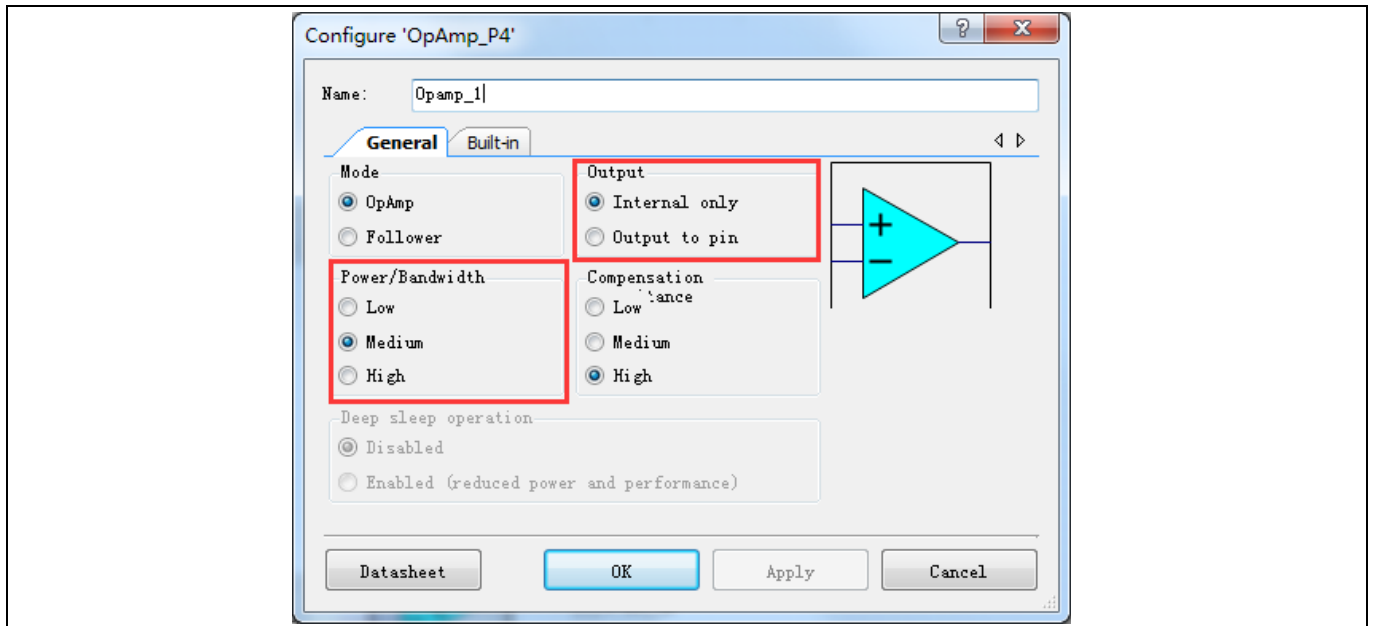 Configure 'OpAmp_P4'
Name: Opamp_1
General Built-in
Mode
OpAmp
Follower
Output
Internal only
Output to pin
Power/Bandwidth
Low
Medium
High
Compensation
Low
Medium
High
Deep sleep operation
Disabled
Enabled (reduced power and performance)
Datasheet OK Apply Cancel